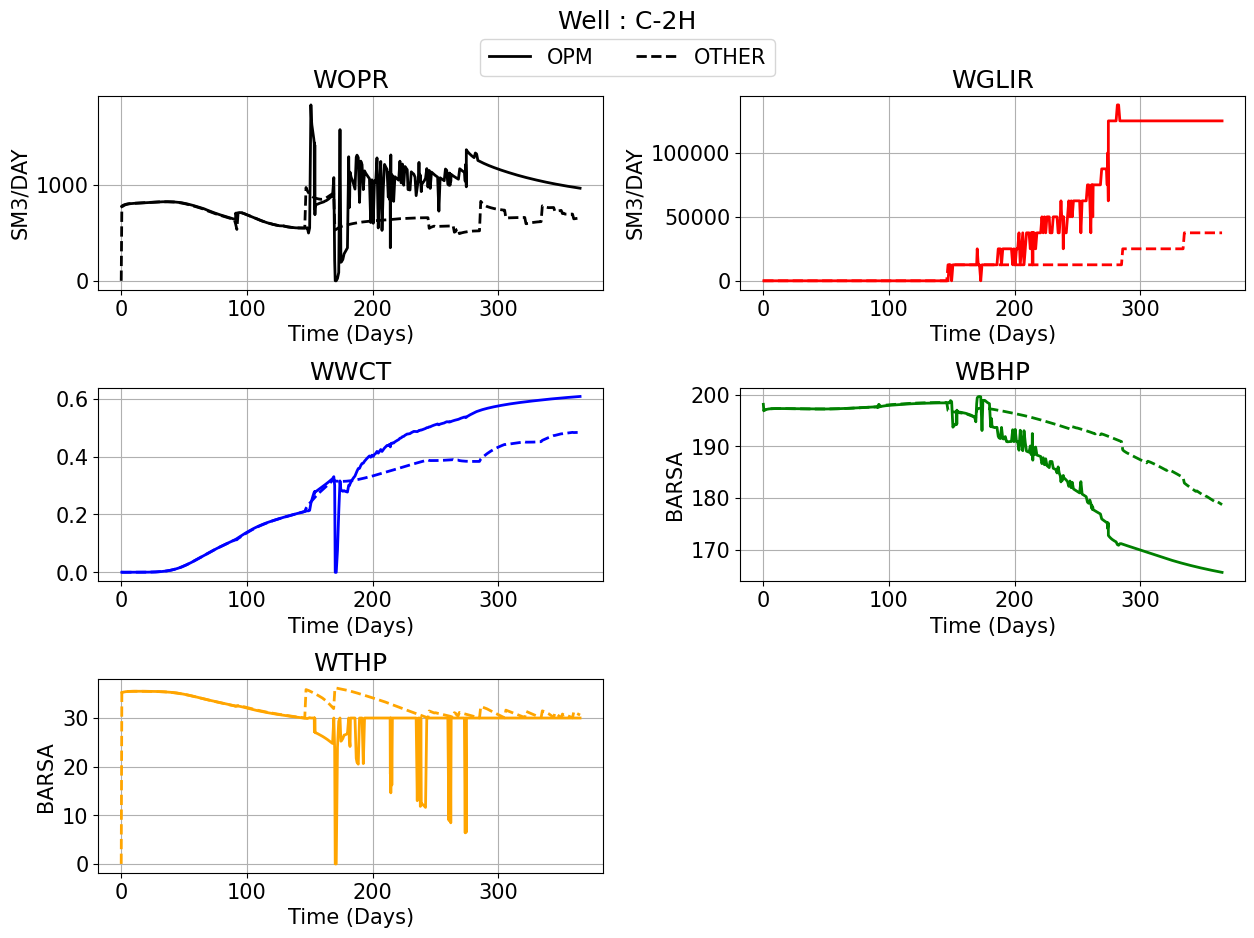 Well : C-2H
OPM OTHER
WOPR
SM3/DAY
1000
0
0 100 200 300
Time (Days)
WGLIR
SM3/DAY
100000
50000
0
0 100 200 300
Time (Days)
WWCT
0.6
0.4
0.2
0.0
0 100 200 300
Time (Days)
WBHP
BARSA
200
190
180
170
0 100 200 300
Time (Days)
WTHP
BARSA
30
20
10
0
0 100 200 300
Time (Days)